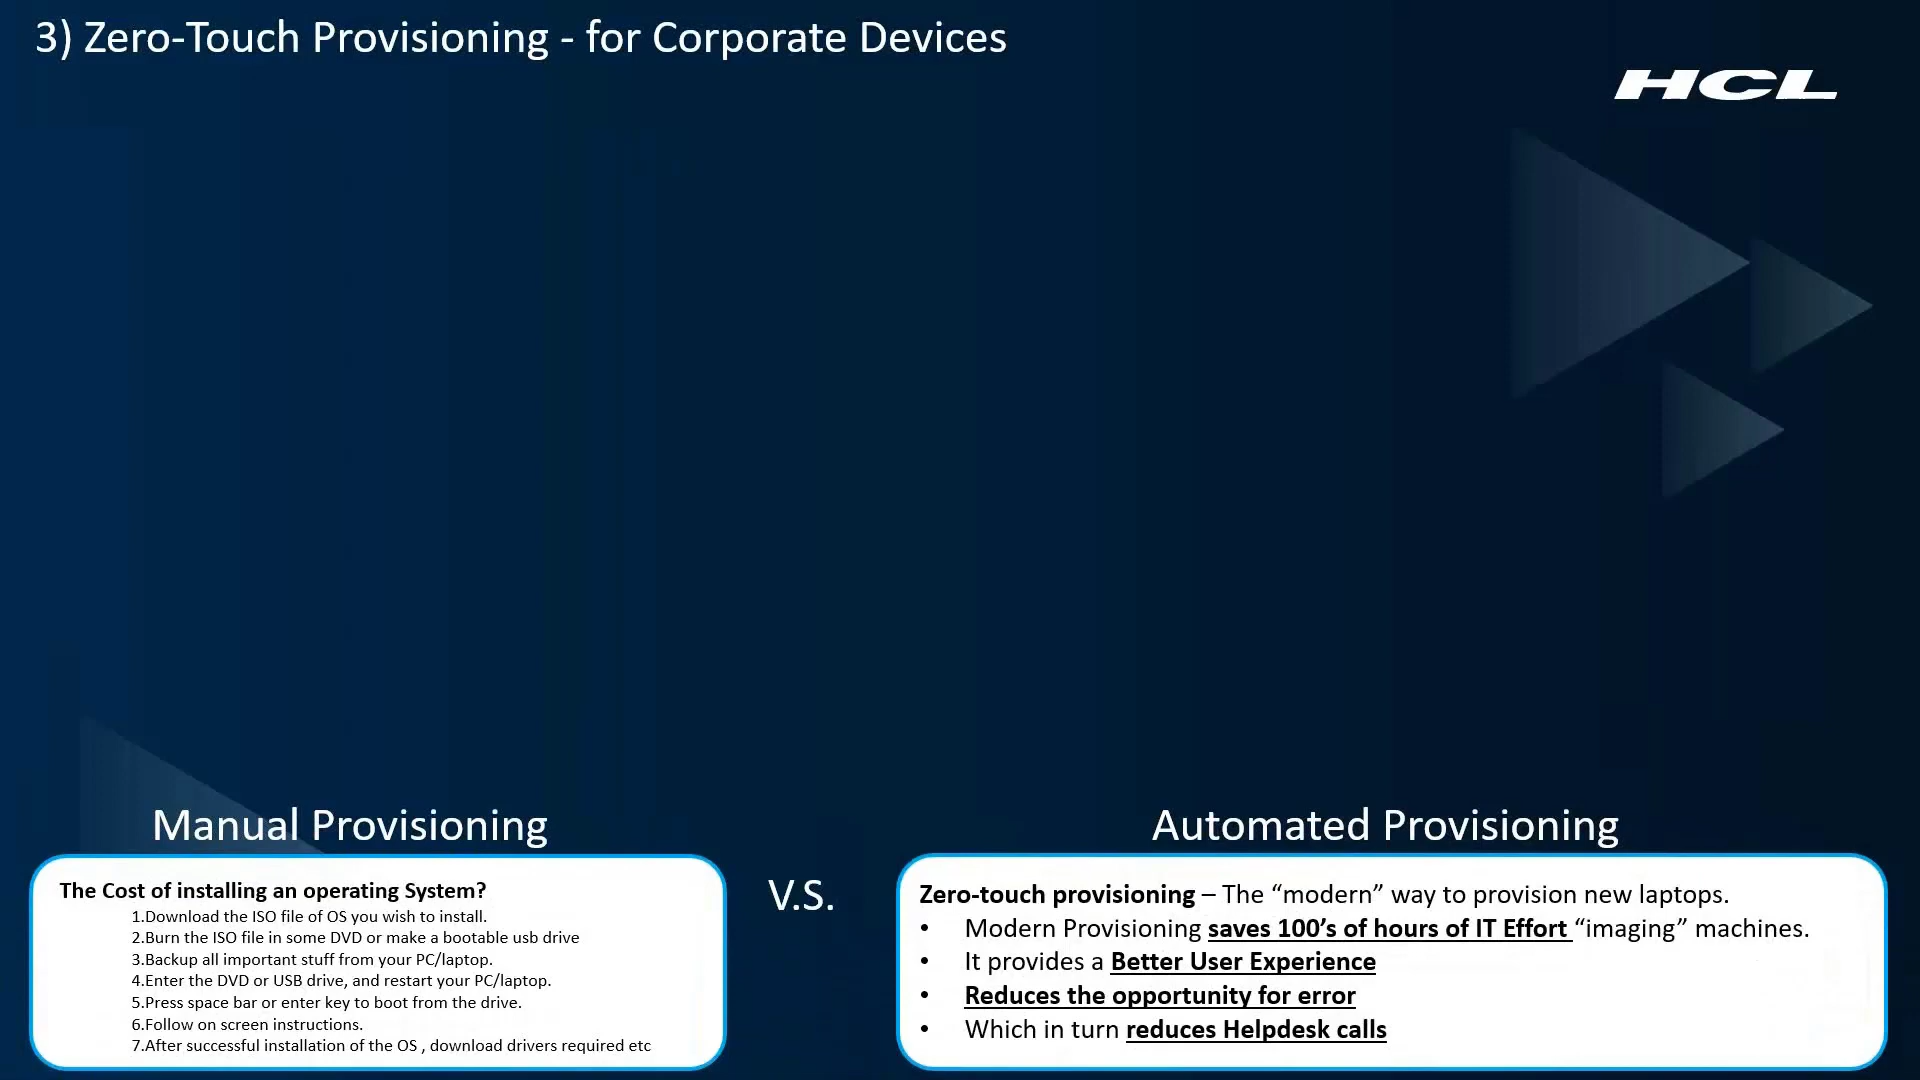 3) Zero-Touch Provisioning - for Corporate Devices
HCL
Manual Provisioning
The Cost of installing an operating System?
1.Download the ISO file of OS you wish to install.
2.Burn the ISO file in some DVD or make a bootable usb drive
3.Backup all important stuff from your PC/laptop.
4.Enter the DVD or USB drive, and restart your PC/laptop.
5.Press space bar or enter key to boot from the drive.
6.Follow on screen instructions.
7.After successful installation of the OS , download drivers required etc
V.S.
Automated Provisioning
Zero-touch provisioning – The “modern” way to provision new laptops.
• Modern Provisioning saves 100’s of hours of IT Effort “imaging” machines.
• It provides a Better User Experience
• Reduces the opportunity for error
• Which in turn reduces Helpdesk calls